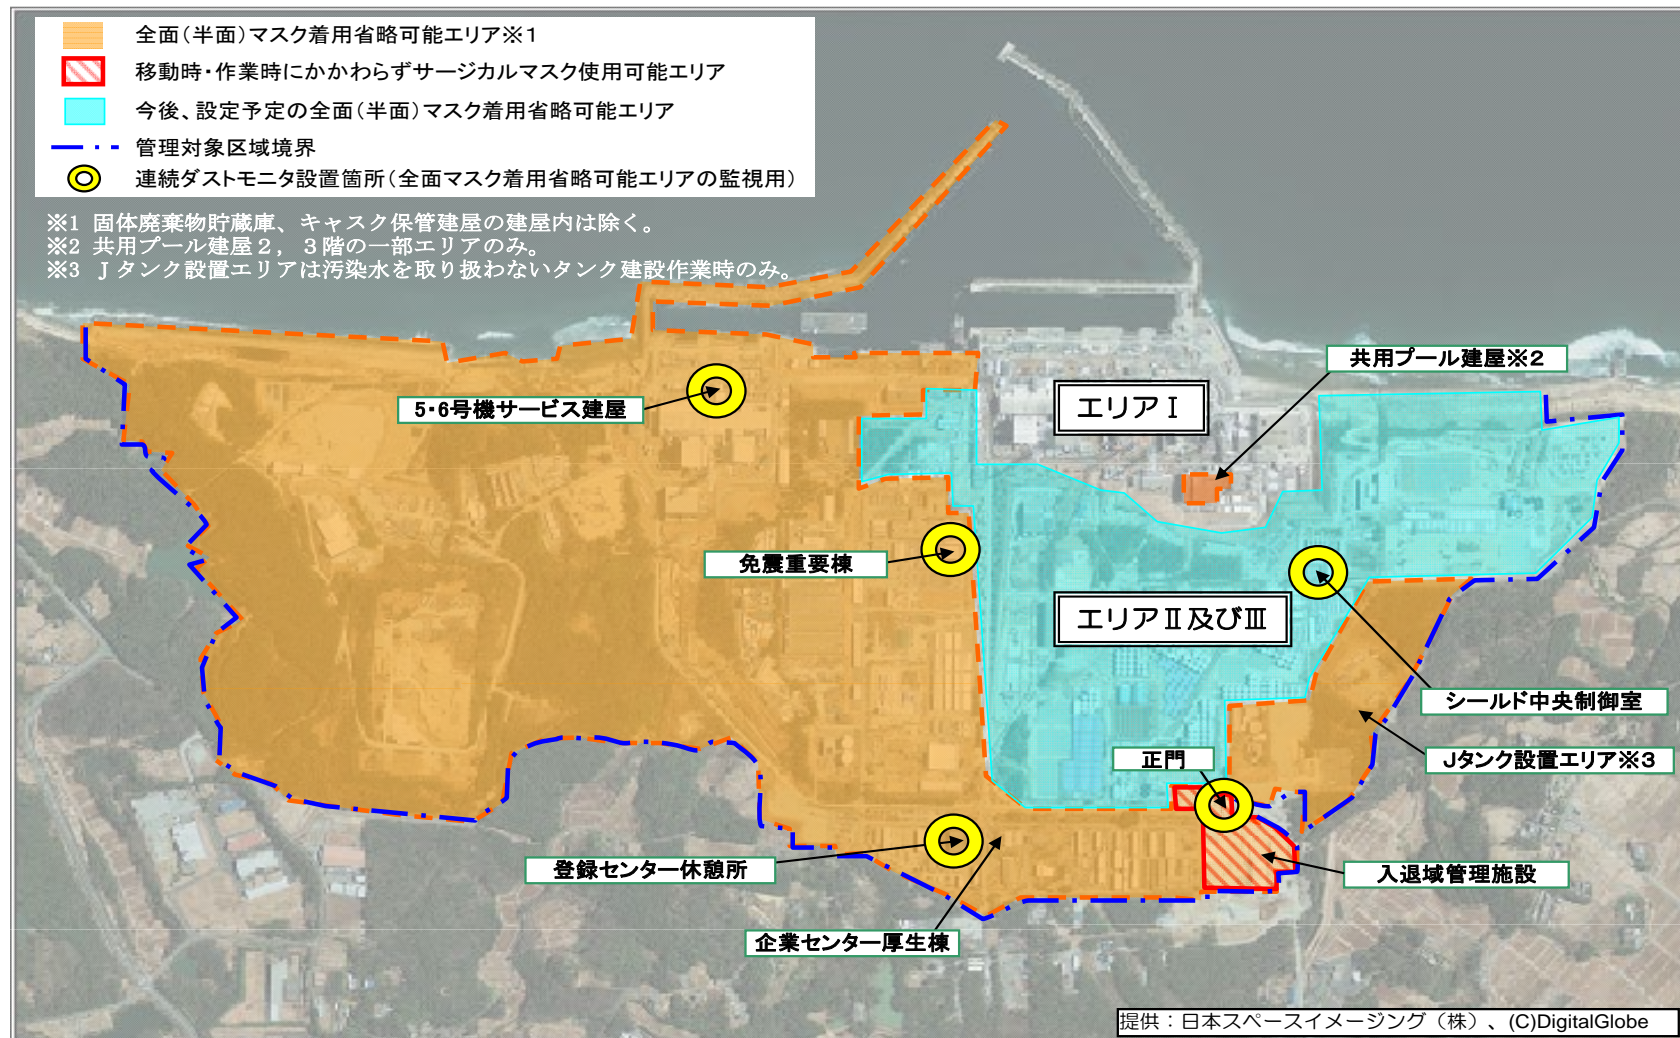 全面(半面)マスク着用省略可能エリア※1
移動時・作業時にかかわらずサージカルマスク使用可能エリア
今後、設定予定の全面(半面)マスク着用省略可能エリア
管理対象区域境界
連続ダストモニタ設置箇所(全面マスク着用省略可能エリアの監視用)
※1 固体廃棄物貯蔵庫、キャスク保管建屋の建屋内は除く。
※2 共用プール建屋２，３階の一部エリアのみ。
※3 Ｊタンク設置エリアは汚染水を取り扱わないタンク建設作業時のみ。
共用プール建屋※2
エリアⅠ
5・6号機サービス建屋
免震重要棟
エリアⅡ及びⅢ
シールド中央制御室
正門
Jタンク設置エリア※3
登録センター休憩所
入退域管理施設
企業センター厚生棟
提供：日本スペースイメージング（株）、(C)DigitalGlobe